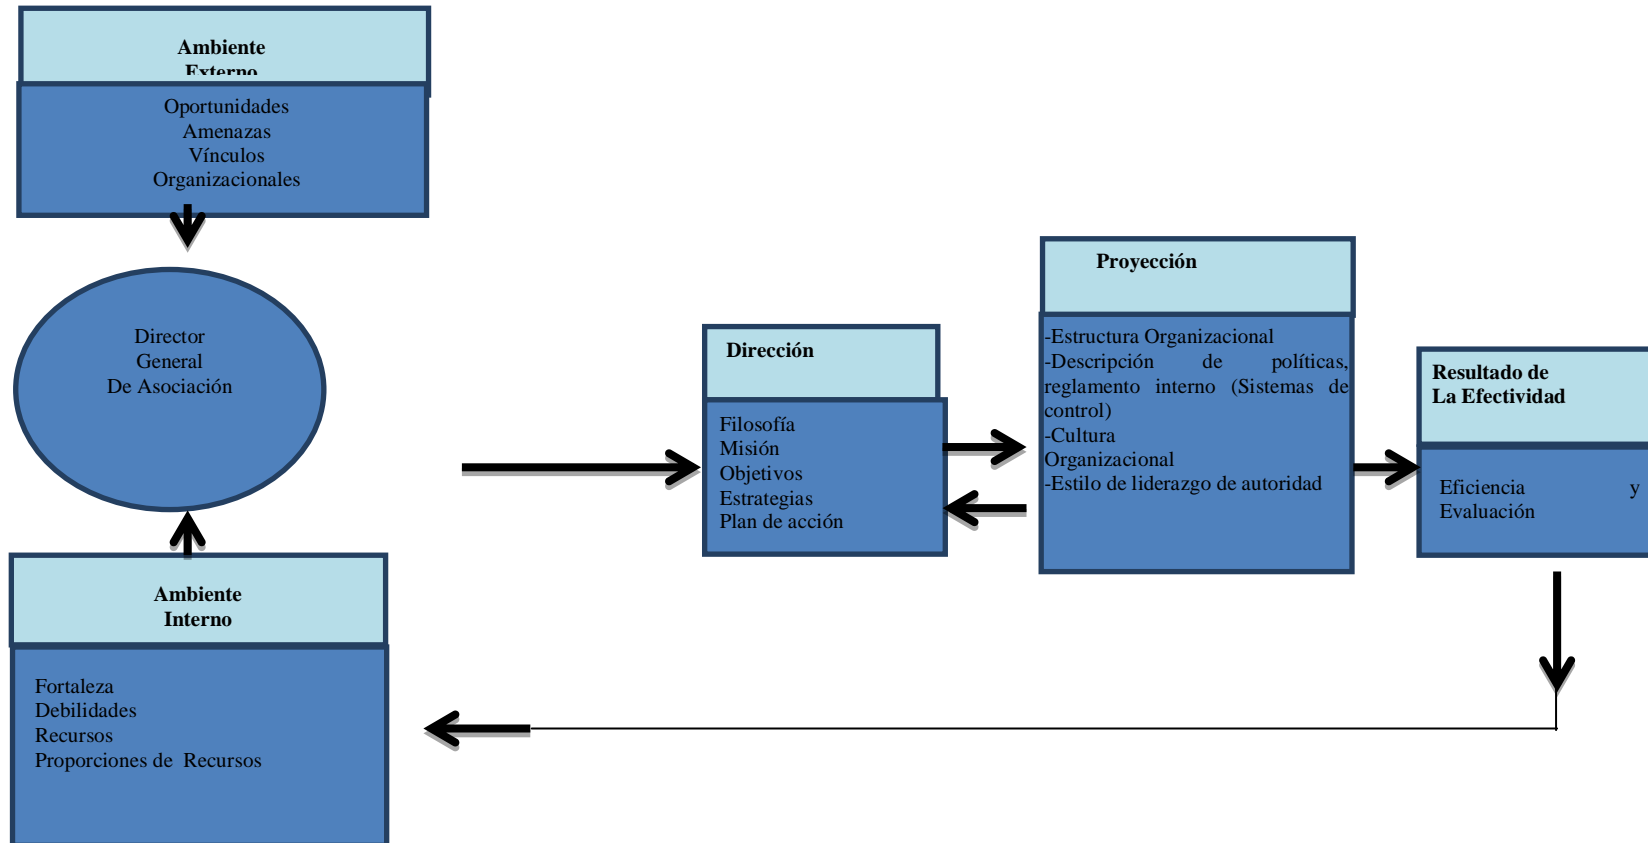 Ambiente
Externo
Oportunidades
Amenazas
Vínculos
Organizacionales
Director
General
De Asociación
Ambiente
Interno
Fortaleza
Debilidades
Recursos
Proporciones de Recursos
Dirección
Filosofía
Misión
Objetivos
Estrategias
Plan de acción
Proyección
-Estructura Organizacional
-Descripción de políticas,
reglamento interno (Sistemas de
control)
-Cultura
Organizacional
-Estilo de liderazgo de autoridad
Resultado de
La Efectividad
Eficiencia y
Evaluación